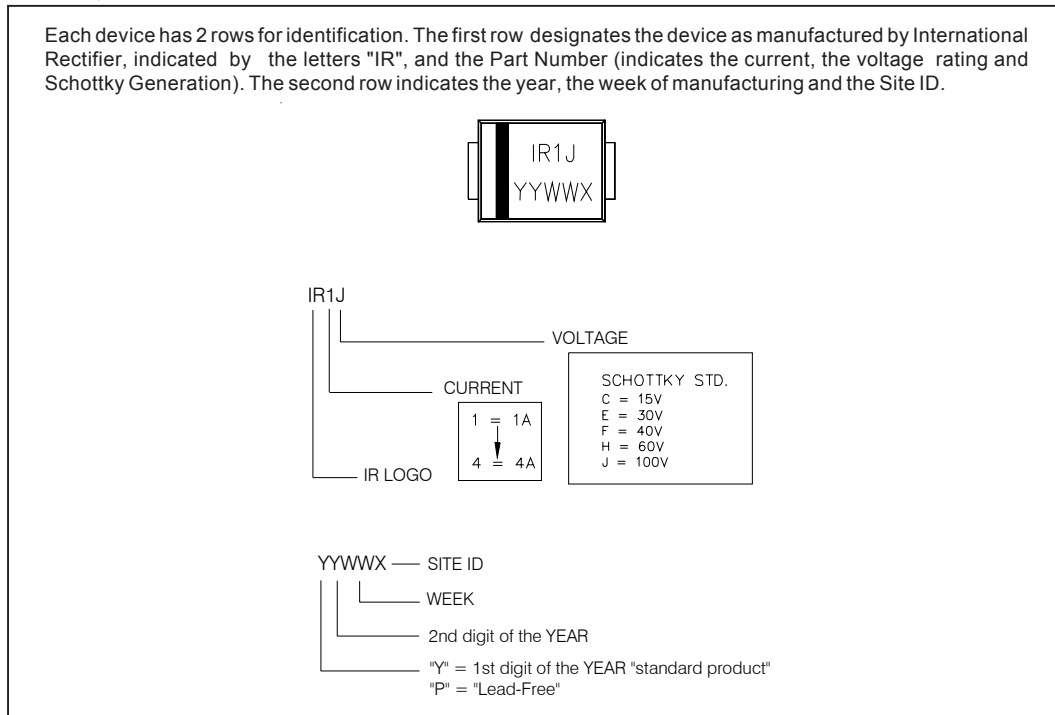 Each device has 2 rows for identification. The first row designates the device as manufactured by International
Rectifier, indicated by the letters "IR", and the Part Number (indicates the current, the voltage rating and
Schottky Generation). The second row indicates the year, the week of manufacturing and the Site ID.
IR1J
YYWWX
IR1J
VOLTAGE
SCHOTTKY STD.
C = 15V
E = 30V
F = 40V
H = 60V
J = 100V
CURRENT
1 = 1A
4 = 4A
IR LOGO
YYWWX
SITE ID
WEEK
2nd digit of the YEAR
"Y" = 1st digit of the YEAR "standard product"
"P" = "Lead-Free"